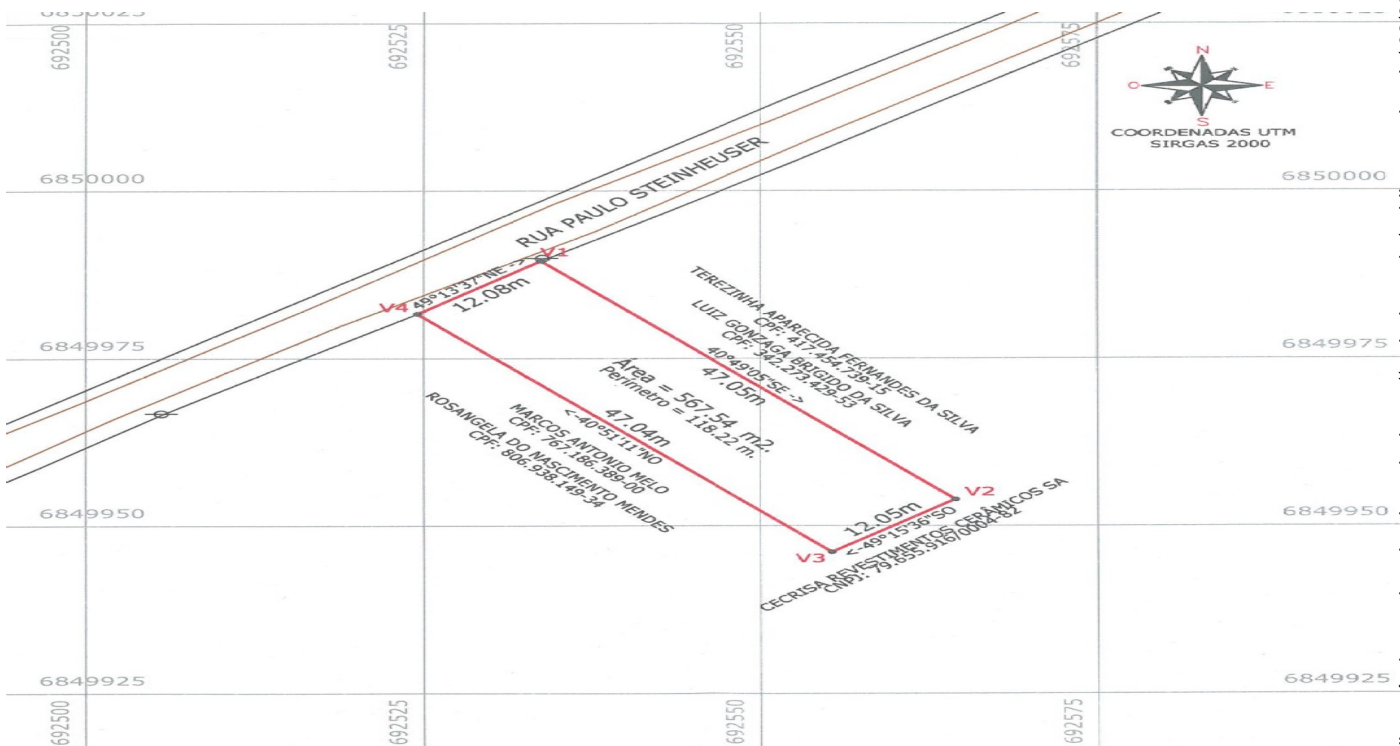 692500
692525
692550
692575
N
O
E
S
COORDENADAS UTM
SIRGAS 2000
6850000
6850000
RUA PAULO STEINHEUSER
V1
V4
49°13'37"NE ->
12.08m
TEREZINHA APARECIDA FERNANDES DA SILVA
CPF: 417.454.739-15
LUIZ GONZAGA BRIGIDO DA SILVA
CPF: 342.273.429-53
40°49'05"SE ->
47.05m
6849975
6849975
Área = 567.54 m2.
Perímetro = 118.22 m.
47.04m
<-40°51'11"NO
MARCOS ANTONIO MELO
CPF: 767.186.389-00
ROSANGELA DO NASCIMENTO MENDES
CPF: 806.938.149-34
V2
12.05m
<-49°15'36"SO
V3
CECRISA REVESTIMENTOS CERÂMICOS SA
CNPJ: 79.655.916/0004-82
6849950
6849950
6849925
6849925
692500
692525
692550
692575